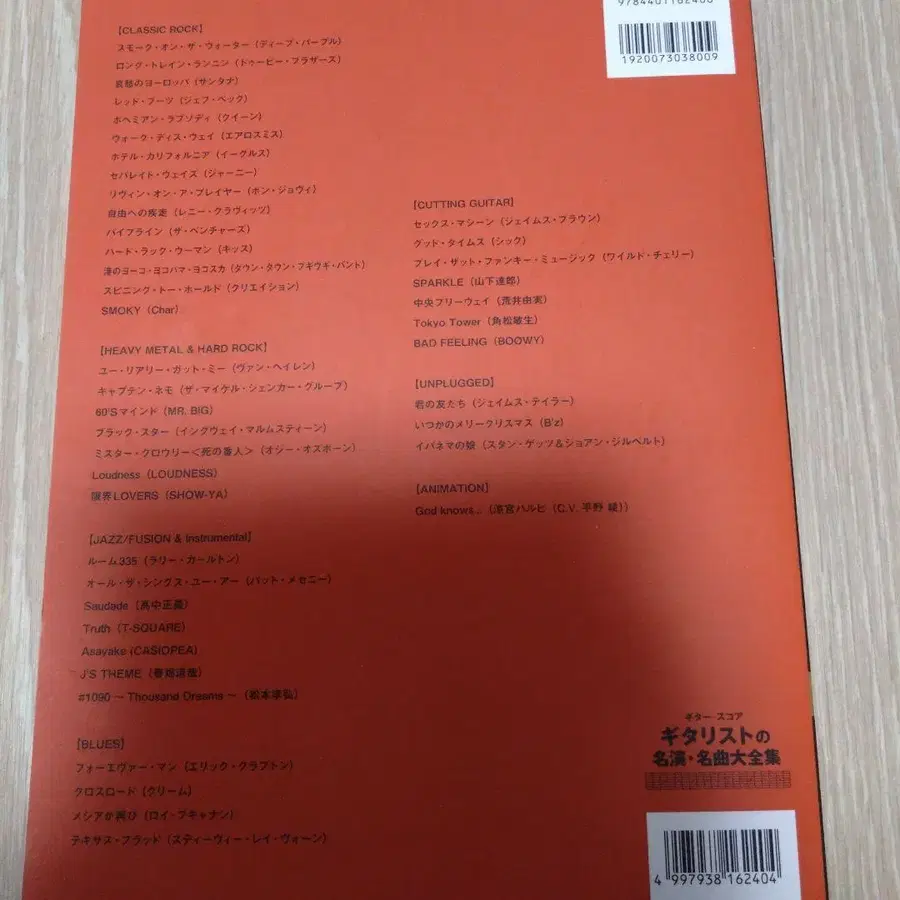 【CLASSIC ROCK】
スモーク・オン・ザ・ウォーター（ディープ・パープル）
ロング・トレイン・ランニン（ドゥービー・ブラザーズ）
哀愁のヨーロッパ（サンタナ）
レッド・ブーツ（ジェフ・ベック）
ボヘミアン・ラプソディ（クイーン）
ウォーク・ディス・ウェイ（エアロスミス）
ホテル・カリフォルニア（イーグルス）
セパレイト・ウェイズ（ジャーニー）
リヴィン・オン・ア・プレイヤー（ボン・ジョヴィ）
自由への疾走（レニー・クラヴィッツ）
パイプライン（ザ・ベンチャーズ）
ハード・ラック・ウーマン（キッス）
港のヨーコ・ヨコハマ・ヨコスカ（ダウン・タウン・ブギウギ・バンド）
スピニング・トー・ホールド（クリエイション）
SMOKY（Char）
【HEAVY METAL & HARD ROCK】
ユー・リアリー・ガット・ミー（ヴァン・ヘイレン）
キャプテン・ネモ（ザ・マイケル・シェンカー・グループ）
60'Sマインド（MR. BIG）
ブラック・スター（イングヴェイ・マルムスティーン）
ミスター・クロウリー＜死の番人＞（オジー・オズボーン）
Loudness（LOUDNESS）
限界LOVERS（SHOW-YA）
【JAZZ/FUSION & Instrumental】
ルーム335（ラリー・カールトン）
オール・ザ・シングス・ユー・アー（パット・メセニー）
Saudade（高中正義）
Truth（T-SQUARE）
Asayake (CASIOPEA)
J'S THEME（春畑道哉）
#1090 〜 Thousand Dreams 〜（松本孝弘）
【BLUES】
フォーエヴァー・マン（エリック・クラプトン）
クロスロード（クリーム）
メシアが再び（ロイ・ブキャナン）
テキサス・フラッド（スティーヴィー・レイ・ヴォーン）
【CUTTING GUITAR】
セックス・マシーン（ジェイムス・ブラウン）
グッド・タイムス（シック）
プレイ・ザット・ファンキー・ミュージック（ワイルド・チェリー）
SPARKLE（山下達郎）
中央フリーウェイ（荒井由実）
Tokyo Tower（角松敏生）
BAD FEELING（BOØWY）
【UNPLUGGED】
君の友だち（ジェイムス・テイラー）
いつかのメリークリスマス（B'z）
イパネマの娘（スタン・ゲッツ＆ジョアン・ジルベルト）
【ANIMATION】
God knows...（涼宮ハルヒ（C.V. 平野 綾））
9784401162406
1920073038009
ギター・スコア
ギタリストの
名演・名曲大全集
4 997938 162404